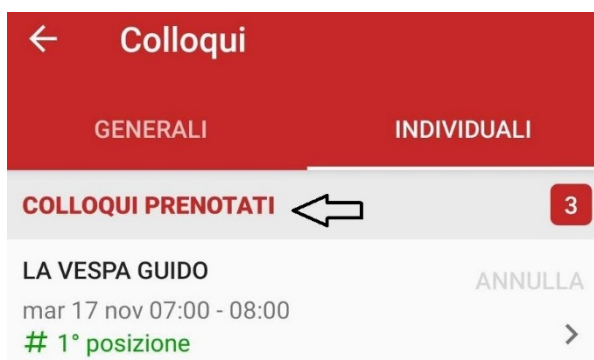 Colloqui
GENERALI INDIVIDUALI
COLLOQUI PRENOTATI 3
LA VESPA GUIDO ANNULLA
mar 17 nov 07:00 - 08:00
# 1° posizione